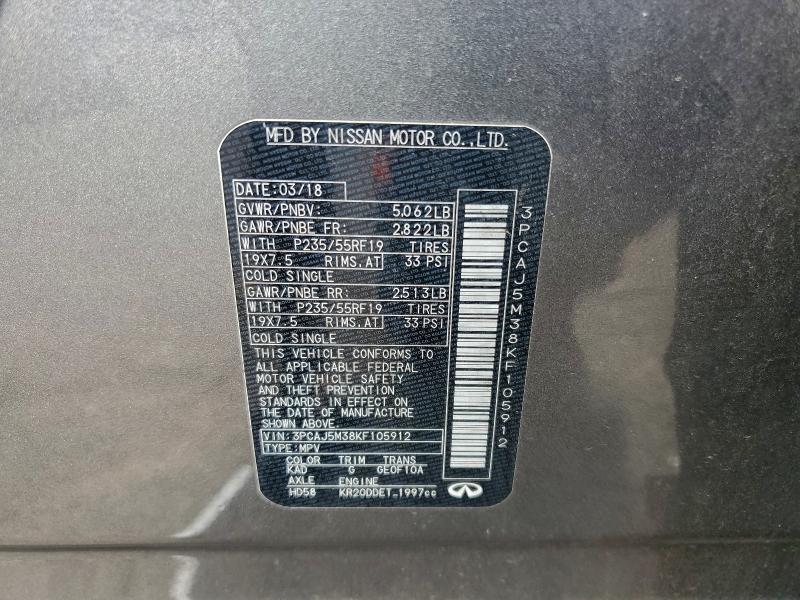 MFD BY NISSAN MOTOR CO.,LTD.
DATE:03/18
GVWR/PNBV: 5.062LB
GAWR/PNBE FR: 2.822LB
WITH P235/55RF19 TIRES
19X7.5 RIMS.AT 33 PSI
COLD SINGLE
GAWR/PNBE RR: 2.513LB
WITH P235/55RF19 TIRES
19X7.5 RIMS.AT 33 PSI
COLD SINGLE
THIS VEHICLE CONFORMS TO
ALL APPLICABLE FEDERAL
MOTOR VEHICLE SAFETY
AND THEFT PREVENTION
STANDARDS IN EFFECT ON
THE DATE OF MANUFACTURE
SHOWN ABOVE.
VIN:3PCAJ5M38KF105912
TYPE:MPV
COLOR TRIM TRANS
KAD G GEOF10A
AXLE ENGINE
HD58 KR20DDET-1997cc
3PCAJ5M38KF105912